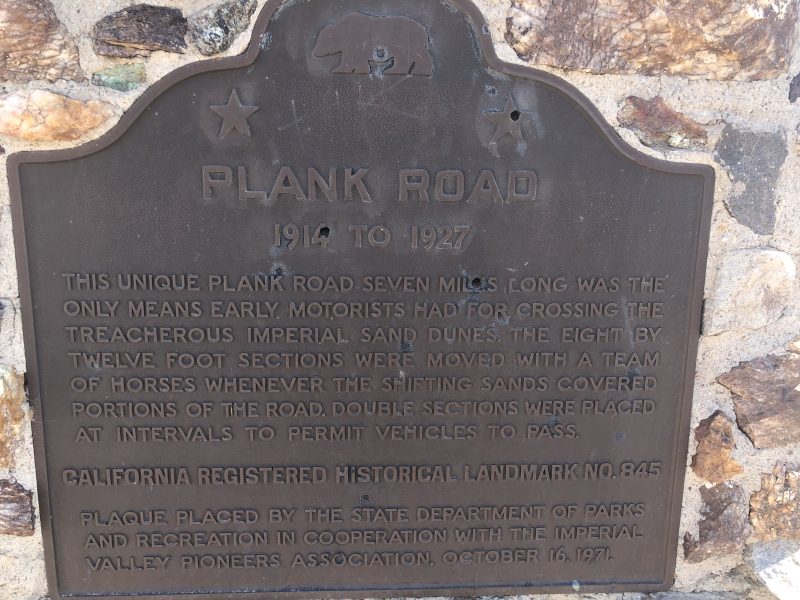 PLANK ROAD
1914 TO 1927
THIS UNIQUE PLANK ROAD, SEVEN MILES LONG WAS THE
ONLY MEANS EARLY MOTORISTS HAD FOR CROSSING THE
TREACHEROUS IMPERIAL SAND DUNES. THE EIGHT BY
TWELVE FOOT SECTIONS WERE MOVED WITH A TEAM
OF HORSES WHENEVER THE SHIFTING SANDS COVERED
PORTIONS OF THE ROAD. DOUBLE SECTIONS WERE PLACED
AT INTERVALS TO PERMIT VEHICLES TO PASS.
CALIFORNIA REGISTERED HISTORICAL LANDMARK NO. 845
PLAQUE PLACED BY THE STATE DEPARTMENT OF PARKS
AND RECREATION IN COOPERATION WITH THE IMPERIAL
VALLEY PIONEERS ASSOCIATION, OCTOBER 16, 1971.